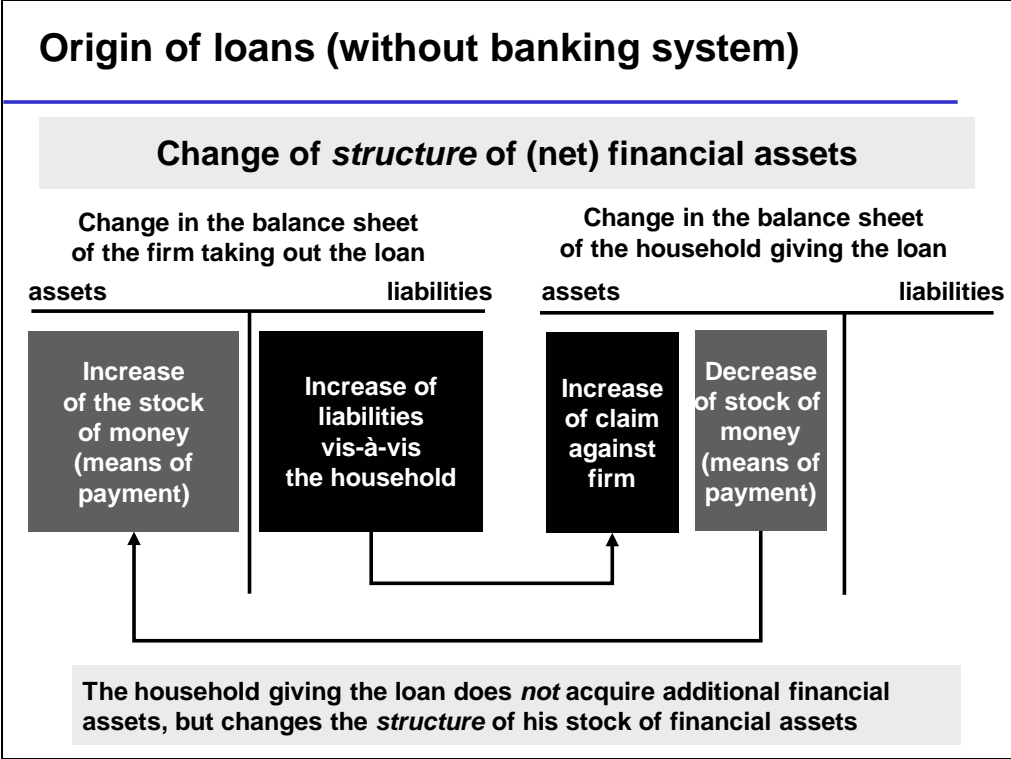 Origin of loans (without banking system)
Change of structure of (net) financial assets
Change in the balance sheet
of the firm taking out the loan
assets
liabilities
Increase
of the stock
of money
(means of
payment)
Increase of
liabilities
vis-à-vis
the household
Change in the balance sheet
of the household giving the loan
assets
liabilities
Increase
of claim
against
firm
Decrease
of stock of
money
(means of
payment)
The household giving the loan does not acquire additional financial
assets, but changes the structure of his stock of financial assets